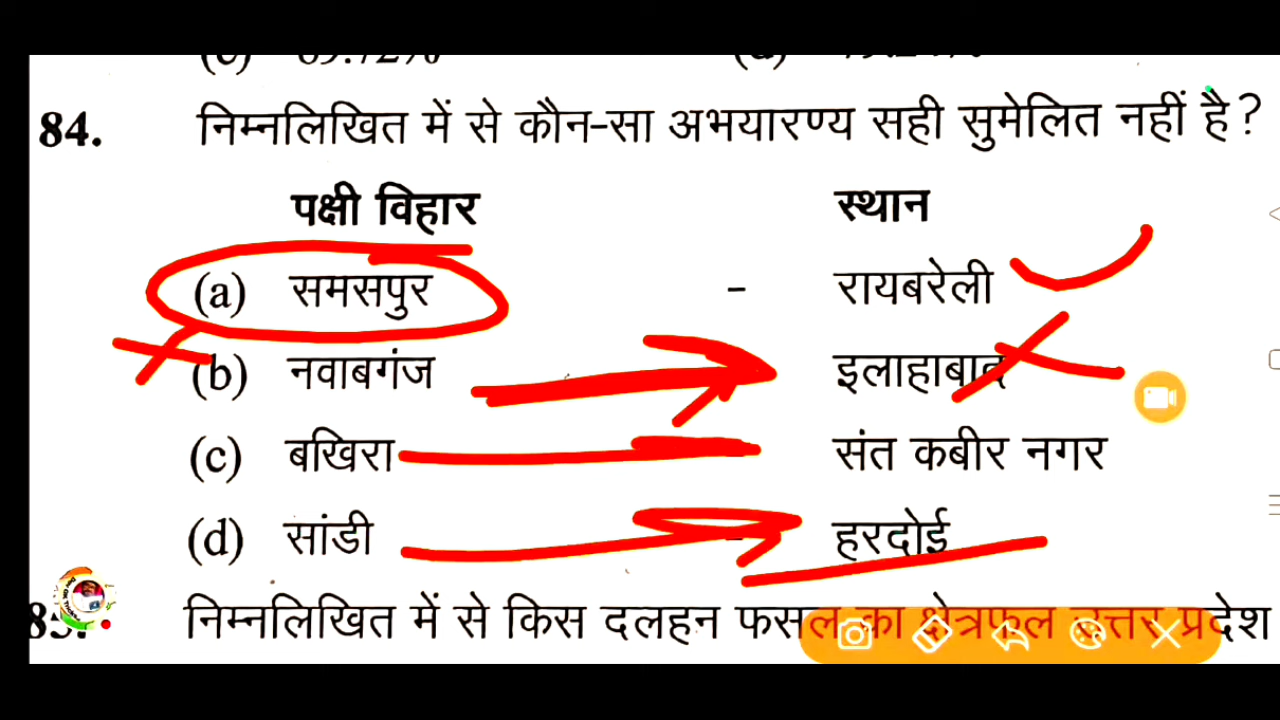 84. निम्नलिखित में से कौन-सा अभयारण्य सही सुमेलित नहीं है?
पक्षी विहार स्थान
(a) समसपुर - रायबरेली
(b) नवाबगंज इलाहाबाद
(c) बखिरा संत कबीर नगर
(d) सांडी - हरदोई
85. निम्नलिखित में से किस दलहन फसल का क्षेत्रफल उत्तर प्रदेश